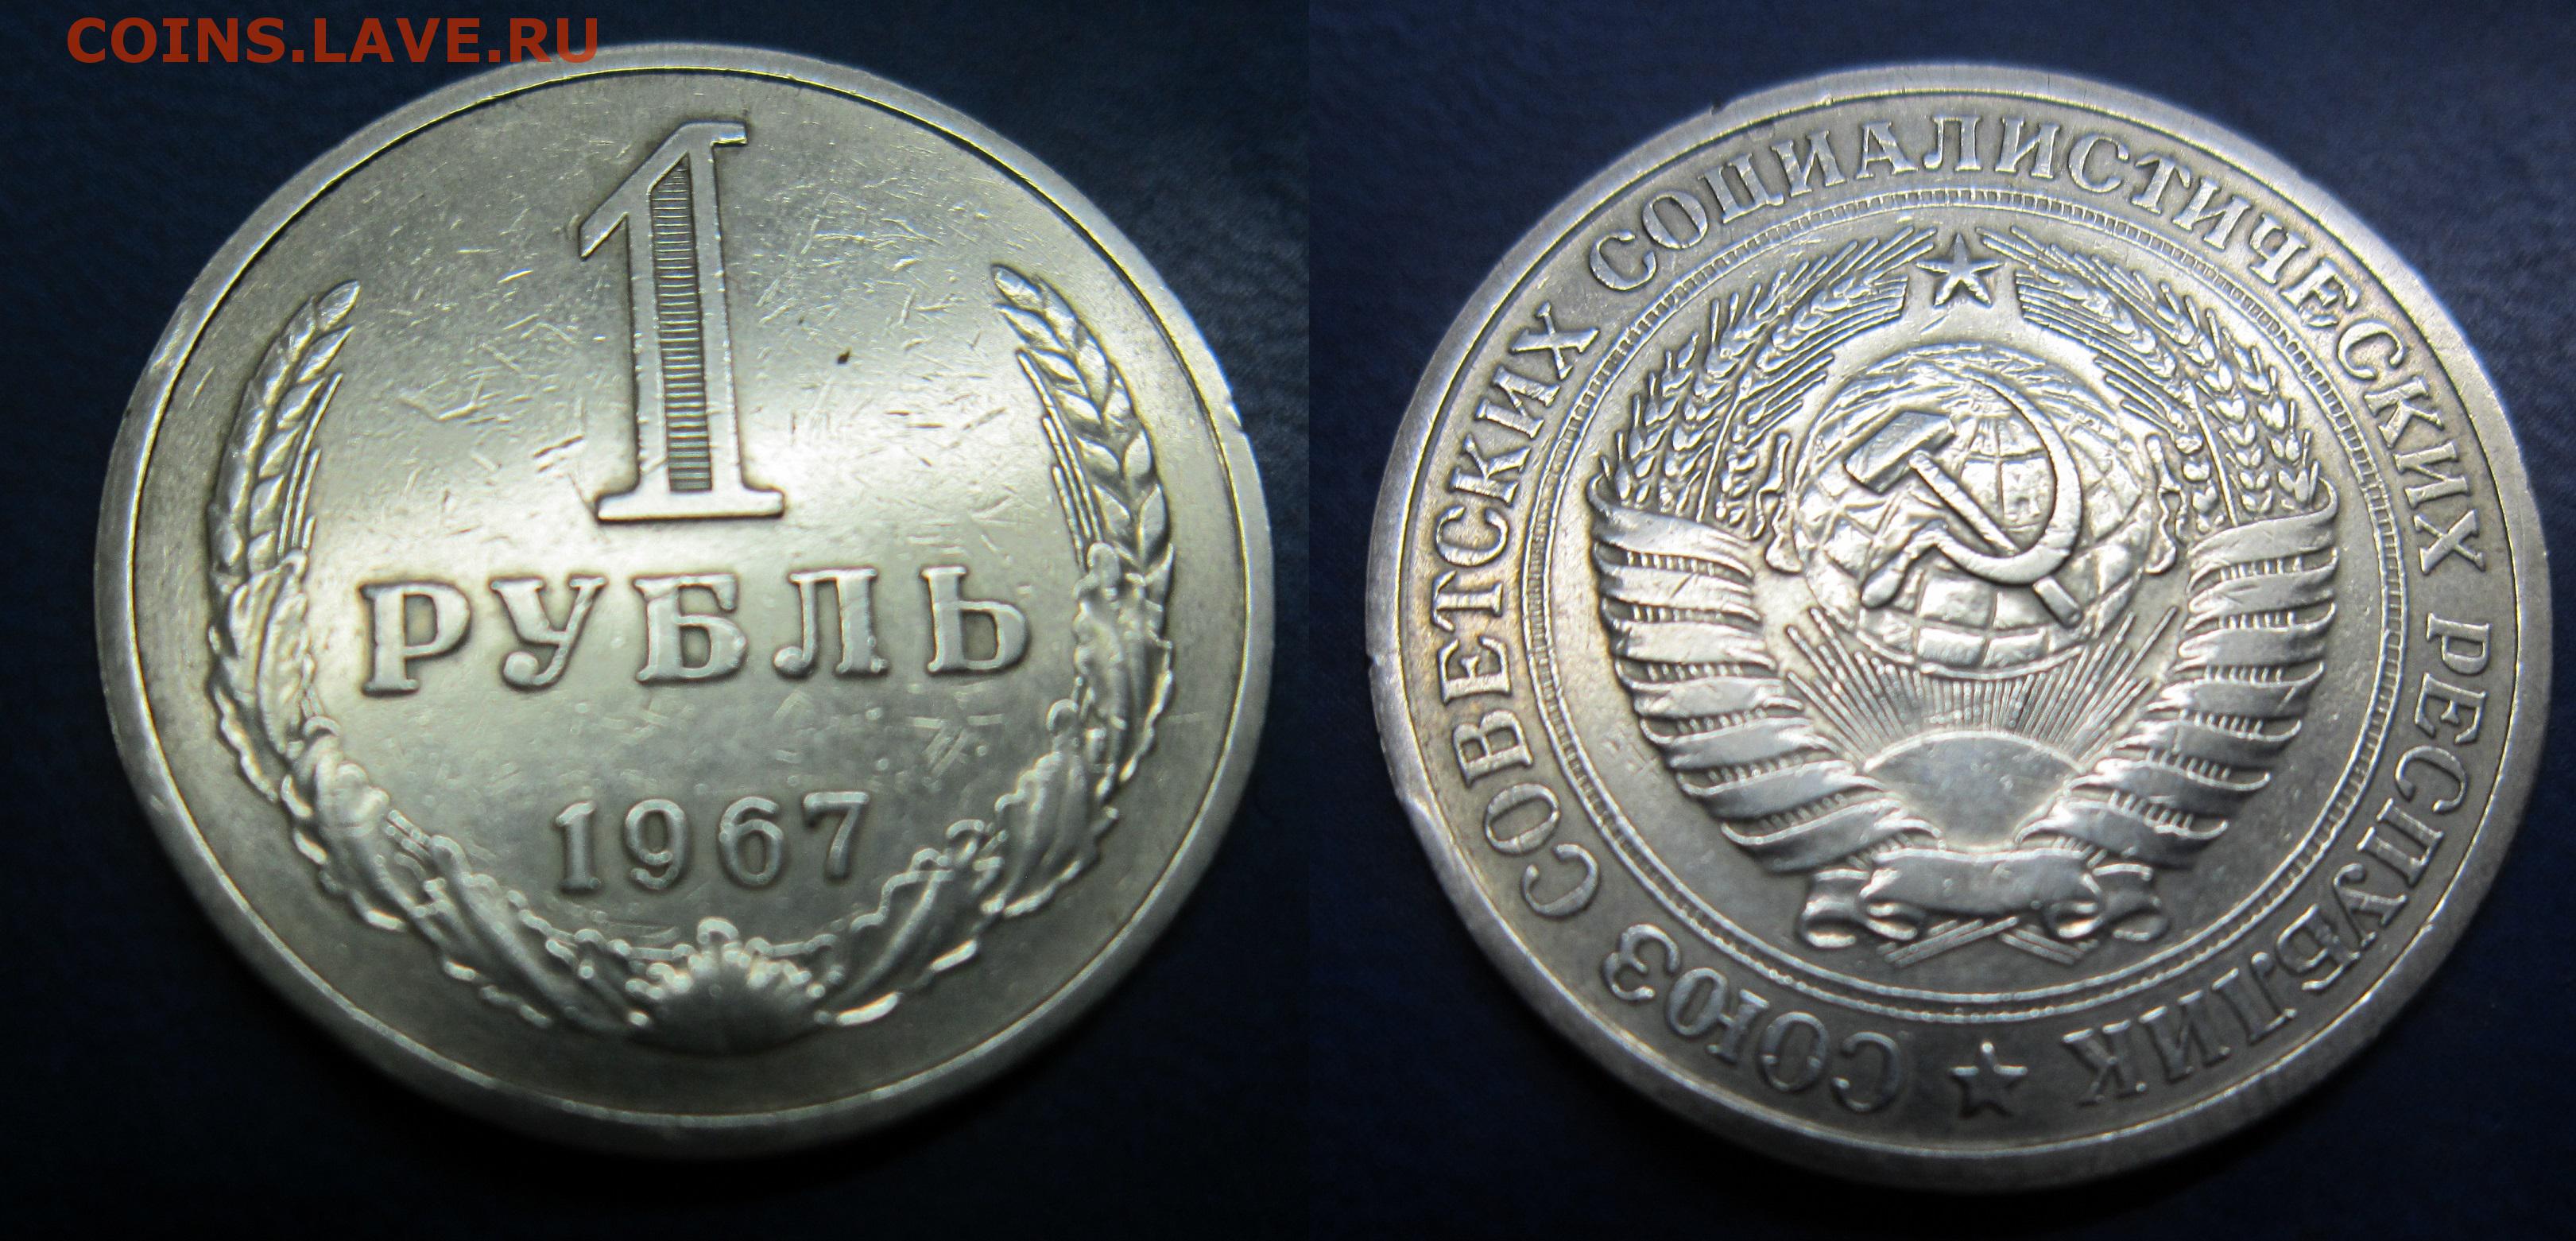 COINS.LAVE.RU
1
РУБЛЬ
1967
СОЮЗ СОВЕТСКИХ СОЦИАЛИСТИЧЕСКИХ РЕСПУБЛИК